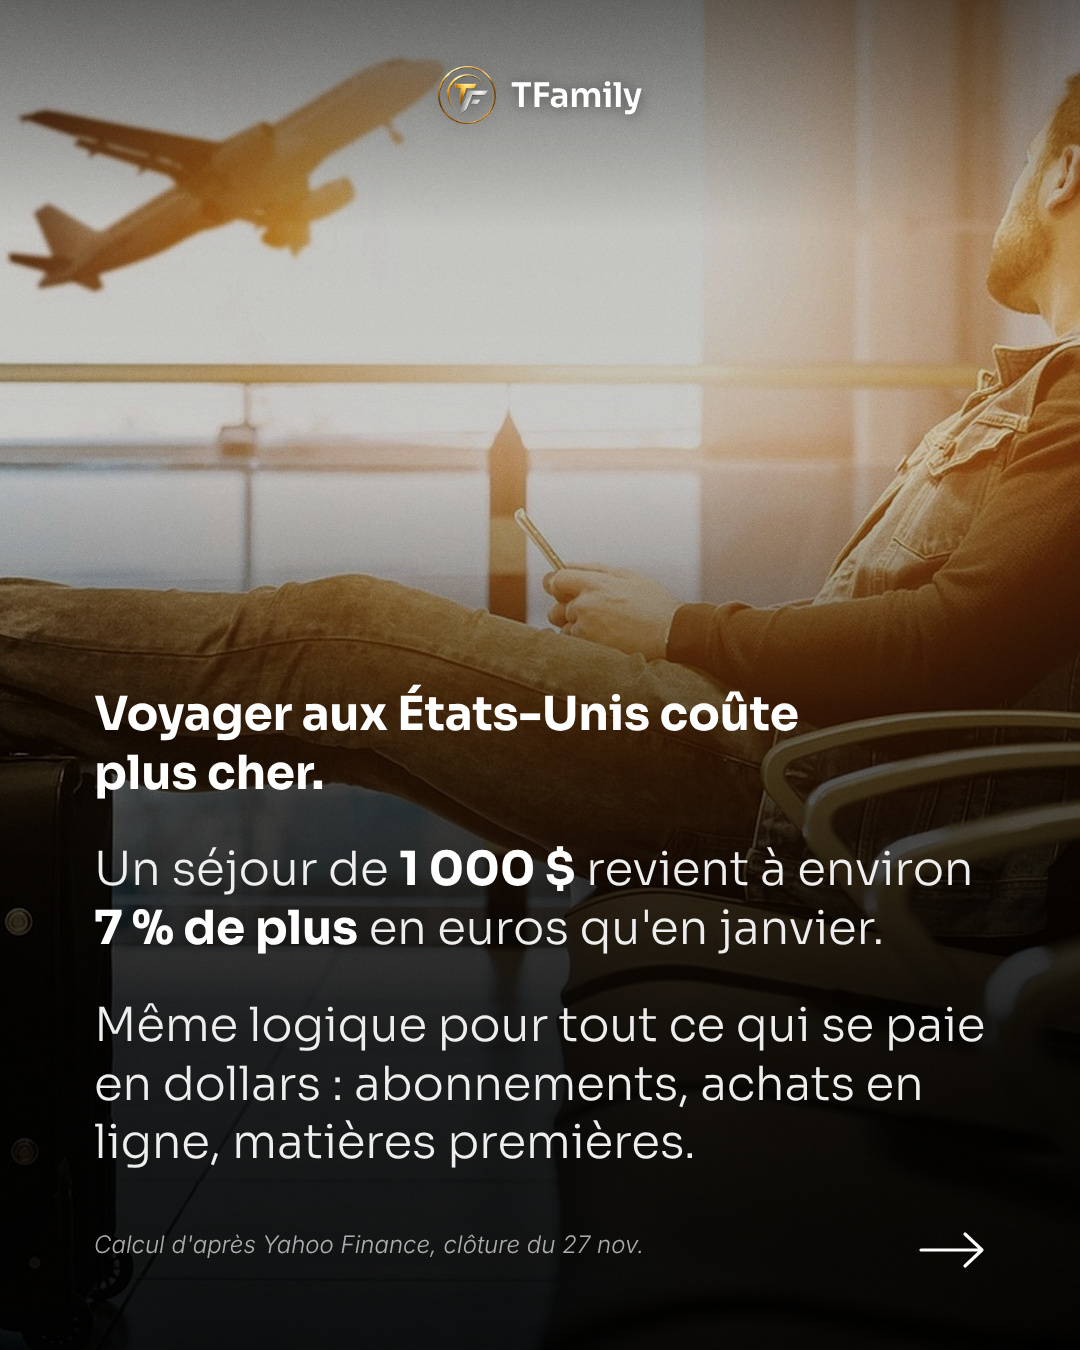 TFamily
Voyager aux États-Unis coûte
plus cher.
Un séjour de 1 000 $ revient à environ
7 % de plus en euros qu'en janvier.
Même logique pour tout ce qui se paie
en dollars : abonnements, achats en
ligne, matières premières.
Calcul d'après Yahoo Finance, clôture du 27 nov.